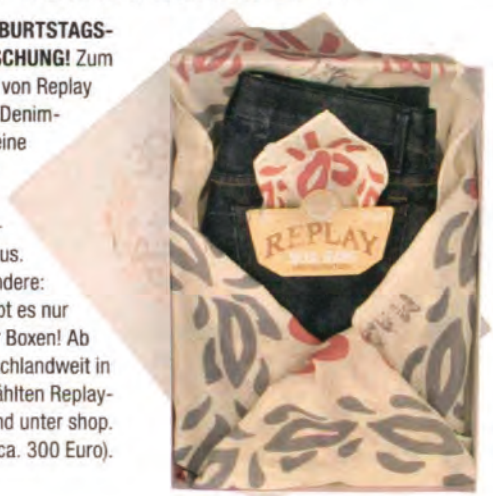 BURTSTAGS-
SCHUNG! Zum
von Replay
Denim-
eine
us.
ndere:
bt es nur
r Boxen! Ab
schlandweit in
ählten Replay-
nd unter shop.
ca. 300 Euro).
REPLAY